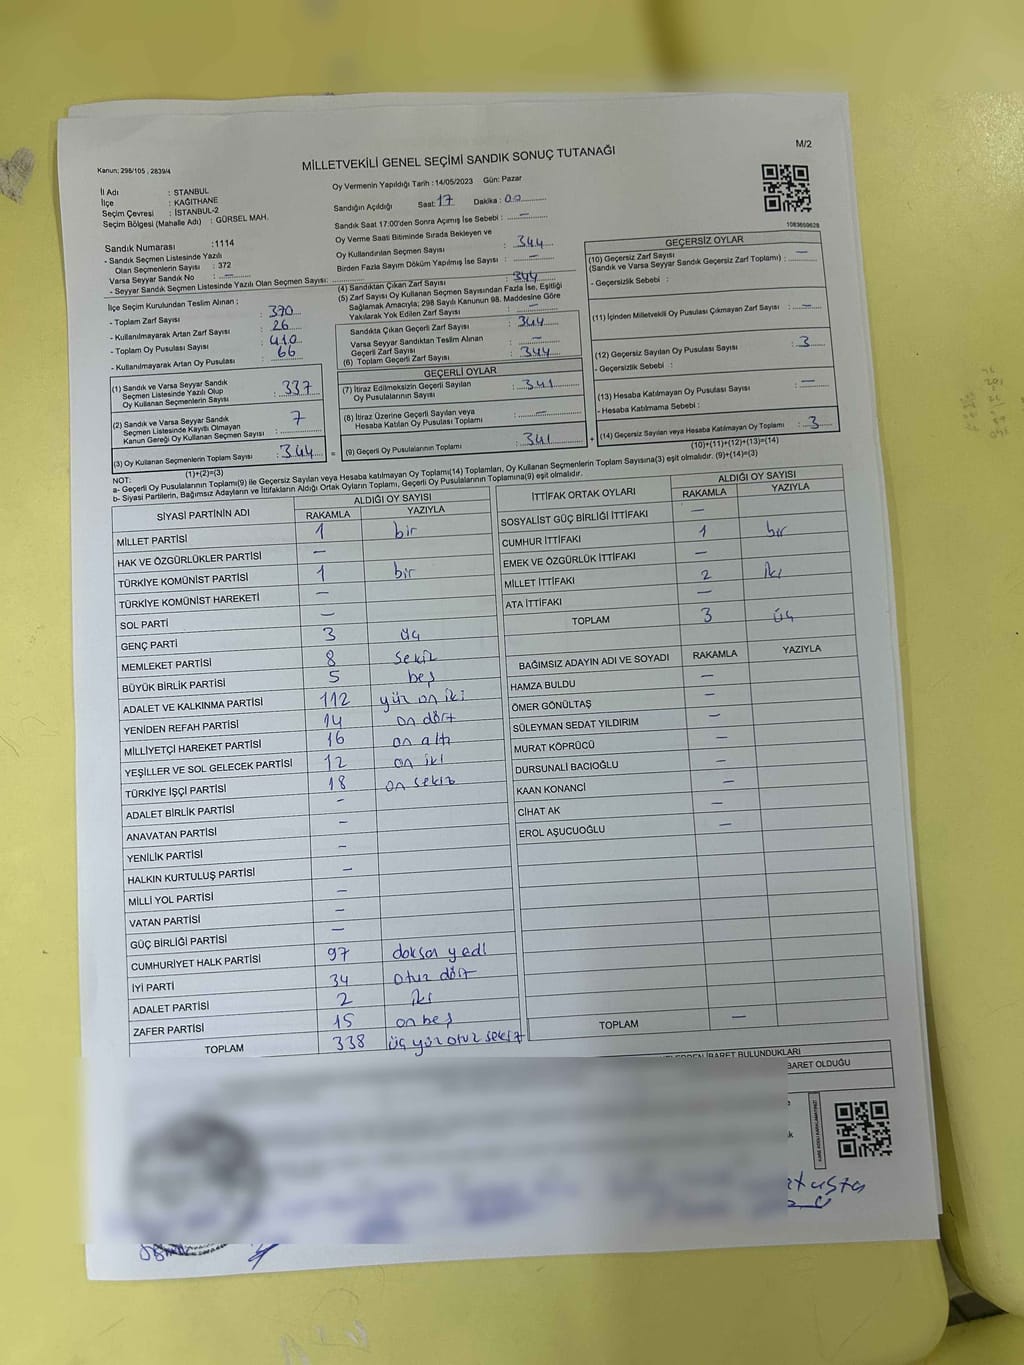 M/2
Kanun; 298/105 , 2839/4
MİLLETVEKİLİ GENEL SEÇİMİ SANDIK SONUÇ TUTANAĞI
İl Adı : STANBUL
İlçe : KAĞITHANE
Seçim Çevresi : İSTANBUL-2
Seçim Bölgesi (Mahalle Adı) : GÜRSEL MAH.
Oy Vermenin Yapıldığı Tarih : 14/05/2023 Gün: Pazar
Sandığın Açıldığı Saat: 17 Dakika : 00
Sandık Saat 17:00'den Sonra Açımış İse Sebebi : —
Oy Verme Saati Bitiminde Sırada Bekleyen ve
Oy Kullandırılan Seçmen Sayısı : 344
Birden Fazla Sayım Döküm Yapılmış İse Sayısı : —
1083659628
Sandık Numarası :1114
- Sandık Seçmen Listesinde Yazılı
Olan Seçmenlerin Sayısı : 372
Varsa Seyyar Sandık No : —
- Seyyar Sandık Seçmen Listesinde Yazılı Olan Seçmen Sayısı:
İlçe Seçim Kurulundan Teslim Alınan ;
- Toplam Zarf Sayısı : 370
- Kullanılmayarak Artan Zarf Sayısı : 26
- Toplam Oy Pusulası Sayısı : 410
- Kullanılmayarak Artan Oy Pusulası : 66
(1) Sandık ve Varsa Seyyar Sandık
Seçmen Listesinde Yazılı Olup
Oy Kullanan Seçmenlerin Sayısı : 337
(2) Sandık ve Varsa Seyyar Sandık
Seçmen Listesinde Kayıtlı Olmayan
Kanun Gereği Oy Kullanan Seçmen Sayısı : 7
(3) Oy Kullanan Seçmenlerin Toplam Sayısı : 344
(1)+(2)=(3)
(4) Sandıktan Çıkan Zarf Sayısı : 344
(5) Zarf Sayısı Oy Kullanan Seçmen Sayısından Fazla İse, Eşitliği
Sağlamak Amacıyla; 298 Sayılı Kanunun 98. Maddesine Göre
Yakılarak Yok Edilen Zarf Sayısı : —
Sandıkta Çıkan Geçerli Zarf Sayısı : 344
Varsa Seyyar Sandıktan Teslim Alınan
Geçerli Zarf Sayısı : —
(6) Toplam Geçerli Zarf Sayısı : 344
GEÇERLİ OYLAR
(7) İtiraz Edilmeksizin Geçerli Sayılan
Oy Pusulalarının Sayısı : 341
(8) İtiraz Üzerine Geçerli Sayılan veya
Hesaba Katılan Oy Pusulası Toplamı : —
= (9) Geçerli Oy Pusulalarının Toplamı : 341
GEÇERSİZ OYLAR
(10) Geçersiz Zarf Sayısı
(Sandık ve Varsa Seyyar Sandık Geçersiz Zarf Toplamı) : —
- Geçersizlik Sebebi :
(11) İçinden Milletvekili Oy Pusulası Çıkmayan Zarf Sayısı : —
(12) Geçersiz Sayılan Oy Pusulası Sayısı : 3
- Geçersizlik Sebebi :
(13) Hesaba Katılmayan Oy Pusulası Sayısı : —
- Hesaba Katılmama Sebebi :
+ (14) Geçersiz Sayılan veya Hesaba Katılmayan Oy Toplamı : 3
(10)+(11)+(12)+(13)=(14)
NOT:
a- Geçerli Oy Pusulaları Toplamı(9) ile Geçersiz Sayılan veya Hesaba katılmayan Oy Toplamı(14) Toplamları, Oy Kullanan Seçmenlerin Toplam Sayısına(3) eşit olmalıdır. (9)+(14)=(3)
b- Siyasi Partilerin, Bağımsız Adayların ve İttifakların Aldığı Ortak Oyların Toplamı, Geçerli Oy Pusulalarının Toplamına(9) eşit olmalıdır.
SİYASİ PARTİNİN ADI ALDIĞI OY SAYISI
RAKAMLA YAZIYLA
MİLLET PARTİSİ 1 bir
HAK VE ÖZGÜRLÜKLER PARTİSİ —
TÜRKİYE KOMÜNİST PARTİSİ 1 bir
TÜRKİYE KOMÜNİST HAREKETİ —
SOL PARTİ —
GENÇ PARTİ 3 üç
MEMLEKET PARTİSİ 8 sekiz
BÜYÜK BİRLİK PARTİSİ 5 beş
ADALET VE KALKINMA PARTİSİ 112 yüz on iki
YENİDEN REFAH PARTİSİ 14 on dört
MİLLİYETÇİ HAREKET PARTİSİ 16 on altı
YEŞİLLER VE SOL GELECEK PARTİSİ 12 on iki
TÜRKİYE İŞÇİ PARTİSİ 18 on sekiz
ADALET BİRLİK PARTİSİ —
ANAVATAN PARTİSİ —
YENİLİK PARTİSİ —
HALKIN KURTULUŞ PARTİSİ —
MİLLİ YOL PARTİSİ —
VATAN PARTİSİ —
GÜÇ BİRLİĞİ PARTİSİ —
CUMHURİYET HALK PARTİSİ 97 doksan yedi
İYİ PARTİ 34 otuz dört
ADALET PARTİSİ 2 iki
ZAFER PARTİSİ 15 on beş
TOPLAM 338 üç yüz otuz sekiz
İTTİFAK ORTAK OYLARI ALDIĞI OY SAYISI
RAKAMLA YAZIYLA
SOSYALİST GÜÇ BİRLİĞİ İTTİFAKI —
CUMHUR İTTİFAKI 1 bir
EMEK VE ÖZGÜRLÜK İTTİFAKI —
MİLLET İTTİFAKI 2 iki
ATA İTTİFAKI —
TOPLAM 3 üç
BAĞIMSIZ ADAYIN ADI VE SOYADI RAKAMLA YAZIYLA
HAMZA BULDU —
ÖMER GÖNÜLTAŞ —
SÜLEYMAN SEDAT YILDIRIM —
MURAT KÖPRÜCÜ —
DURSUNALİ BACIOĞLU —
KAAN KONANCİ —
CİHAT AK —
EROL AŞUCUOĞLU —
TOPLAM —
İBARET BULUNDUKLARI
BARET OLDUĞU